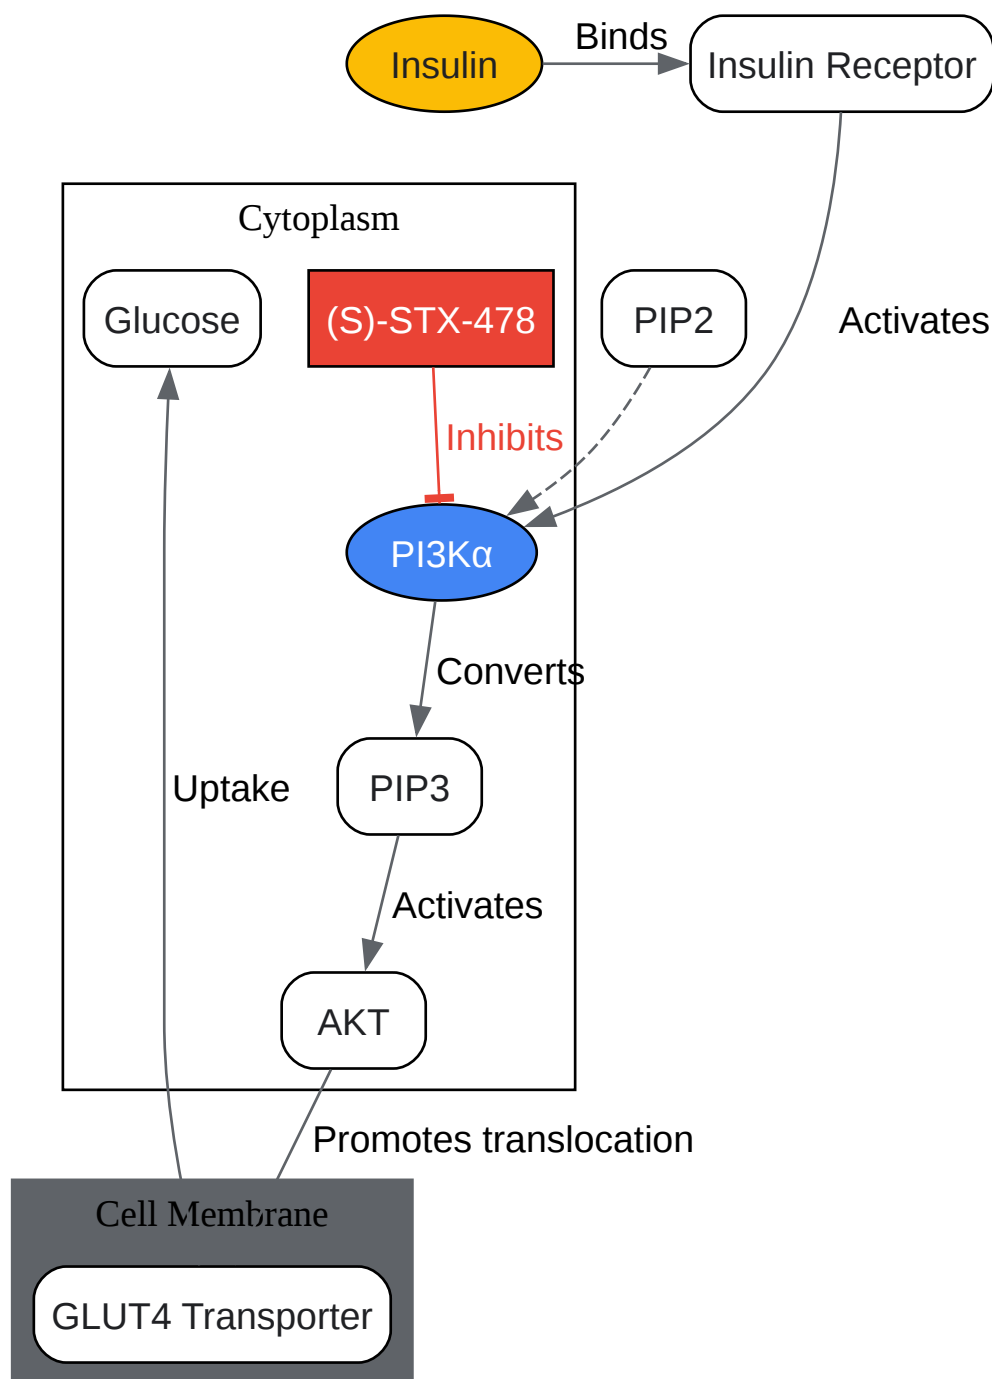 Insulin
Binds
Insulin Receptor
Cytoplasm
Glucose
(S)-STX-478
PIP2
Activates
Inhibits
PI3Kα
Converts
PIP3
Uptake
Activates
AKT
Promotes translocation
Cell Membrane
GLUT4 Transporter